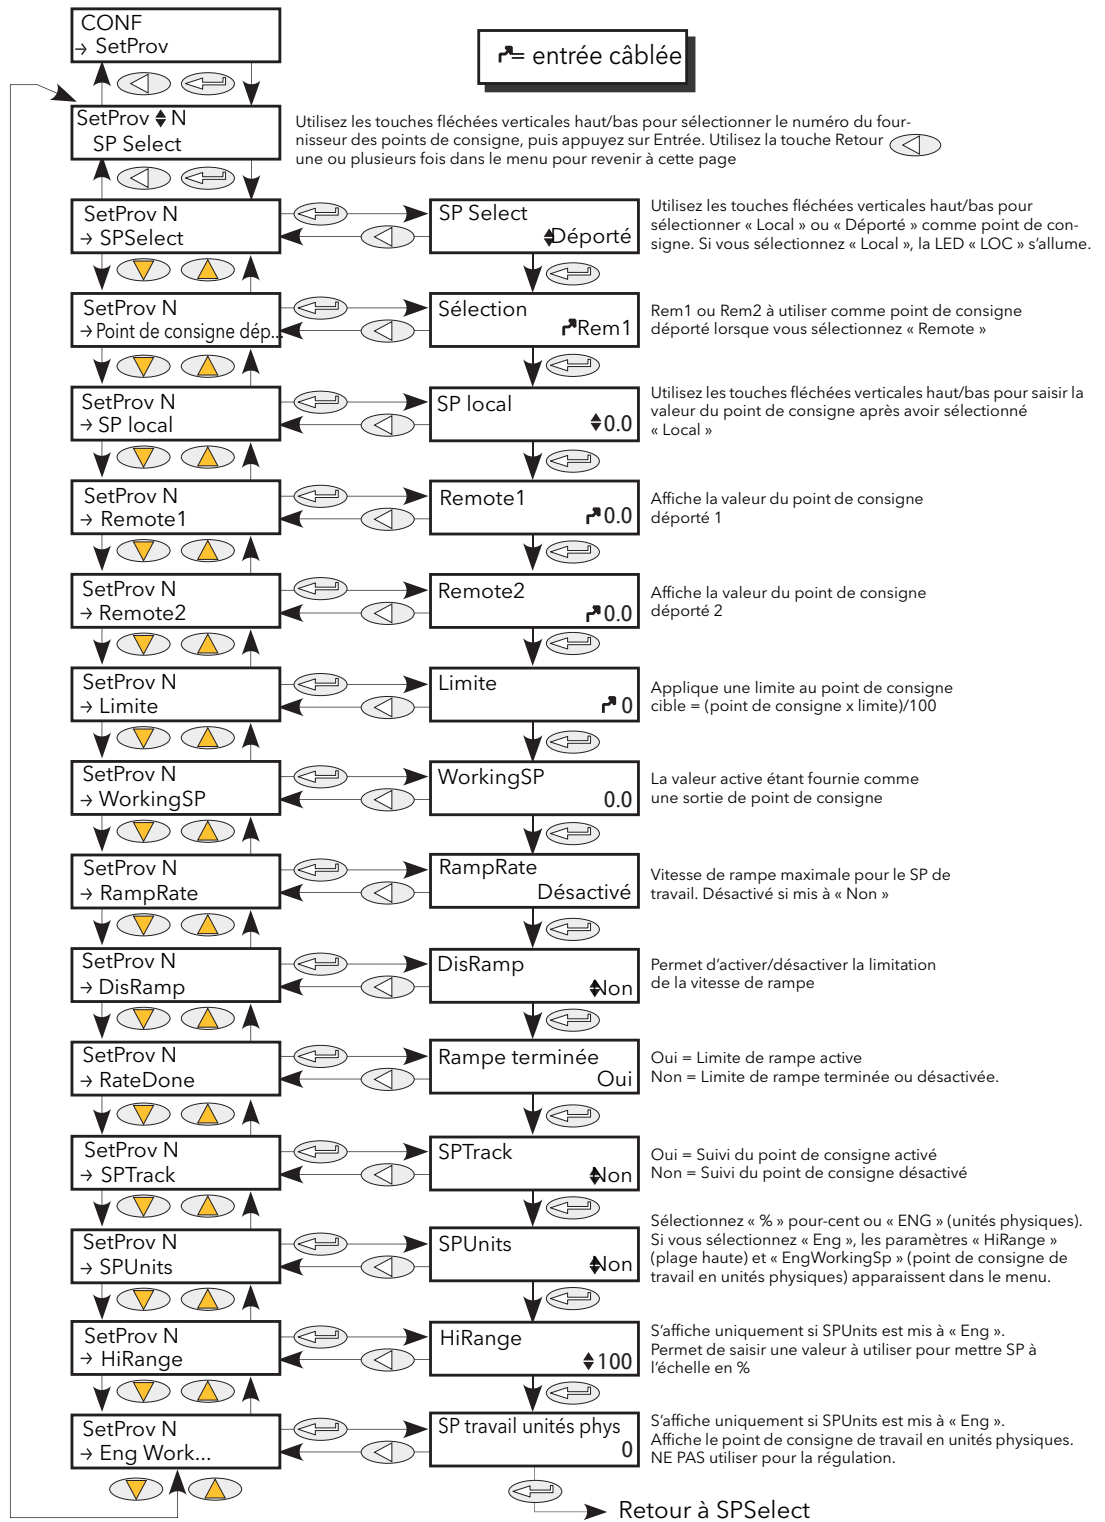 CONF
→ SetProv
= entrée câblée
SetProv N
SP Select
Utilisez les touches fléchées verticales haut/bas pour sélectionner le numéro du four-
nisseur des points de consigne, puis appuyez sur Entrée. Utilisez la touche Retour
une ou plusieurs fois dans le menu pour revenir à cette page
SetProv N
→ SPSelect
SP Select
Déporté
Utilisez les touches fléchées verticales haut/bas pour
sélectionner « Local » ou « Déporté » comme point de con-
signe. Si vous sélectionnez « Local », la LED « LOC » s’allume.
SetProv N
→ Point de consigne dép...
Sélection
Rem1
Rem1 ou Rem2 à utiliser comme point de consigne
déporté lorsque vous sélectionnez « Remote »
SetProv N
→ SP local
SP local
0.0
Utilisez les touches fléchées verticales haut/bas pour saisir la
valeur du point de consigne après avoir sélectionné
« Local »
SetProv N
→ Remote1
Remote1
0.0
Affiche la valeur du point de consigne
déporté 1
SetProv N
→ Remote2
Remote2
0.0
Affiche la valeur du point de consigne
déporté 2
SetProv N
→ Limite
Limite
0
Applique une limite au point de consigne
cible = (point de consigne x limite)/100
SetProv N
→ WorkingSP
WorkingSP
0.0
La valeur active étant fournie comme
une sortie de point de consigne
SetProv N
→ RampRate
RampRate
Désactivé
Vitesse de rampe maximale pour le SP de
travail. Désactivé si mis à « Non »
SetProv N
→ DisRamp
DisRamp
Non
Permet d'activer/désactiver la limitation
de la vitesse de rampe
SetProv N
→ RateDone
Rampe terminée
Oui
Oui = Limite de rampe active
Non = Limite de rampe terminée ou désactivée.
SetProv N
→ SPTrack
SPTrack
Non
Oui = Suivi du point de consigne activé
Non = Suivi du point de consigne désactivé
SetProv N
→ SPUnits
SPUnits
Non
Sélectionnez « % » pour-cent ou « ENG » (unités physiques).
Si vous sélectionnez « Eng », les paramètres « HiRange »
(plage haute) et « EngWorkingSp » (point de consigne de
travail en unités physiques) apparaissent dans le menu.
SetProv N
→ HiRange
HiRange
100
S’affiche uniquement si SPUnits est mis à « Eng ».
Permet de saisir une valeur à utiliser pour mettre SP à
l’échelle en %
SetProv N
→ Eng Work...
SP travail unités phys
0
S’affiche uniquement si SPUnits est mis à « Eng ».
Affiche le point de consigne de travail en unités physiques.
NE PAS utiliser pour la régulation.
Retour à SPSelect